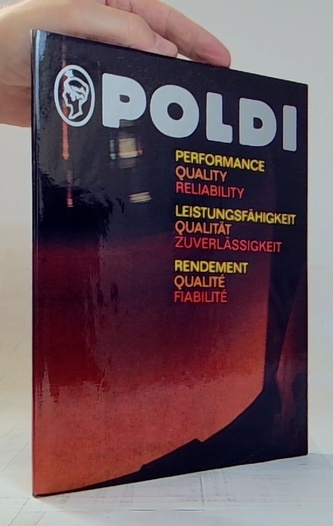 POLDI
PERFORMANCE
QUALITY
RELIABILITY
LEISTUNGSFÄHIGKEIT
QUALITÄT
ZUVERLÄSSIGKEIT
RENDEMENT
QUALITÉ
FIABILITÉ